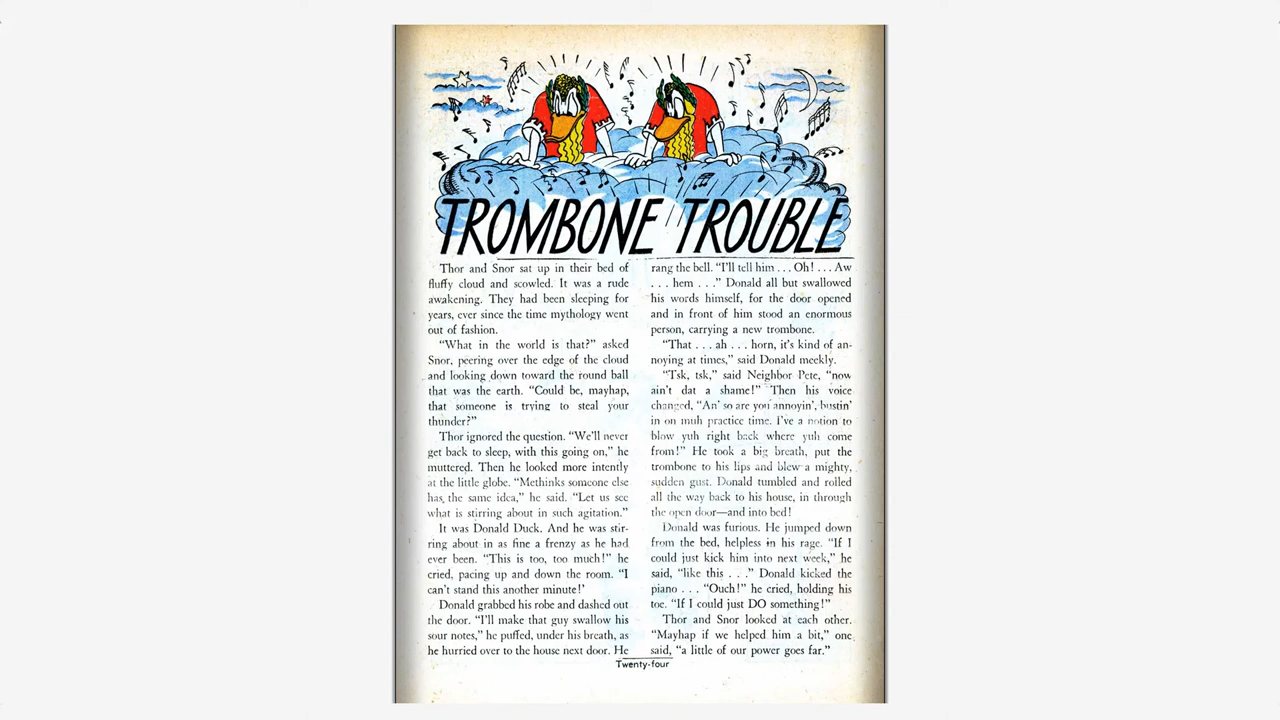 TROMBONE TROUBLE
Thor and Snor sat up in their bed of
fluffy cloud and scowled. It was a rude
awakening. They had been sleeping for
years, ever since the time mythology went
out of fashion.
"What in the world is that?" asked
Snor, peering over the edge of the cloud
and looking down toward the round ball
that was the earth. "Could be, mayhap,
that someone is trying to steal your
thunder?"
Thor ignored the question. "We'll never
get back to sleep, with this going on," he
muttered. Then he looked more intently
at the little globe. "Methinks someone else
has the same idea," he said. "Let us see
what is stirring about in such agitation."
It was Donald Duck. And he was stir-
ring about in as fine a frenzy as he had
ever been. "This is too, too much!" he
cried, pacing up and down the room. "I
can't stand this another minute!'
Donald grabbed his robe and dashed out
the door. "I'll make that guy swallow his
sour notes," he puffed, under his breath, as
he hurried over to the house next door. He
rang the bell. "I'll tell him . . . Oh! . . . Aw
. . . hem . . ." Donald all but swallowed
his words himself, for the door opened
and in front of him stood an enormous
person, carrying a new trombone.
"That . . . ah . . . horn, it's kind of an-
noying at times," said Donald meekly.
"Tsk, tsk," said Neighbor Pete, "now
ain't dat a shame!" Then his voice
changed, "An' so are you annoyin', bustin'
in on muh practice time. I've a notion to
blow yuh right back where yuh come
from!" He took a big breath, put the
trombone to his lips and blew a mighty,
sudden gust. Donald tumbled and rolled
all the way back to his house, in through
the open door—and into bed!
Donald was furious. He jumped down
from the bed, helpless in his rage. "If I
could just kick him into next week," he
said, "like this . . ." Donald kicked the
piano . . . "Ouch!" he cried, holding his
toe. "If I could just DO something!"
Thor and Snor looked at each other.
"Mayhap if we helped him a bit," one
said, "a little of our power goes far."
Twenty-four